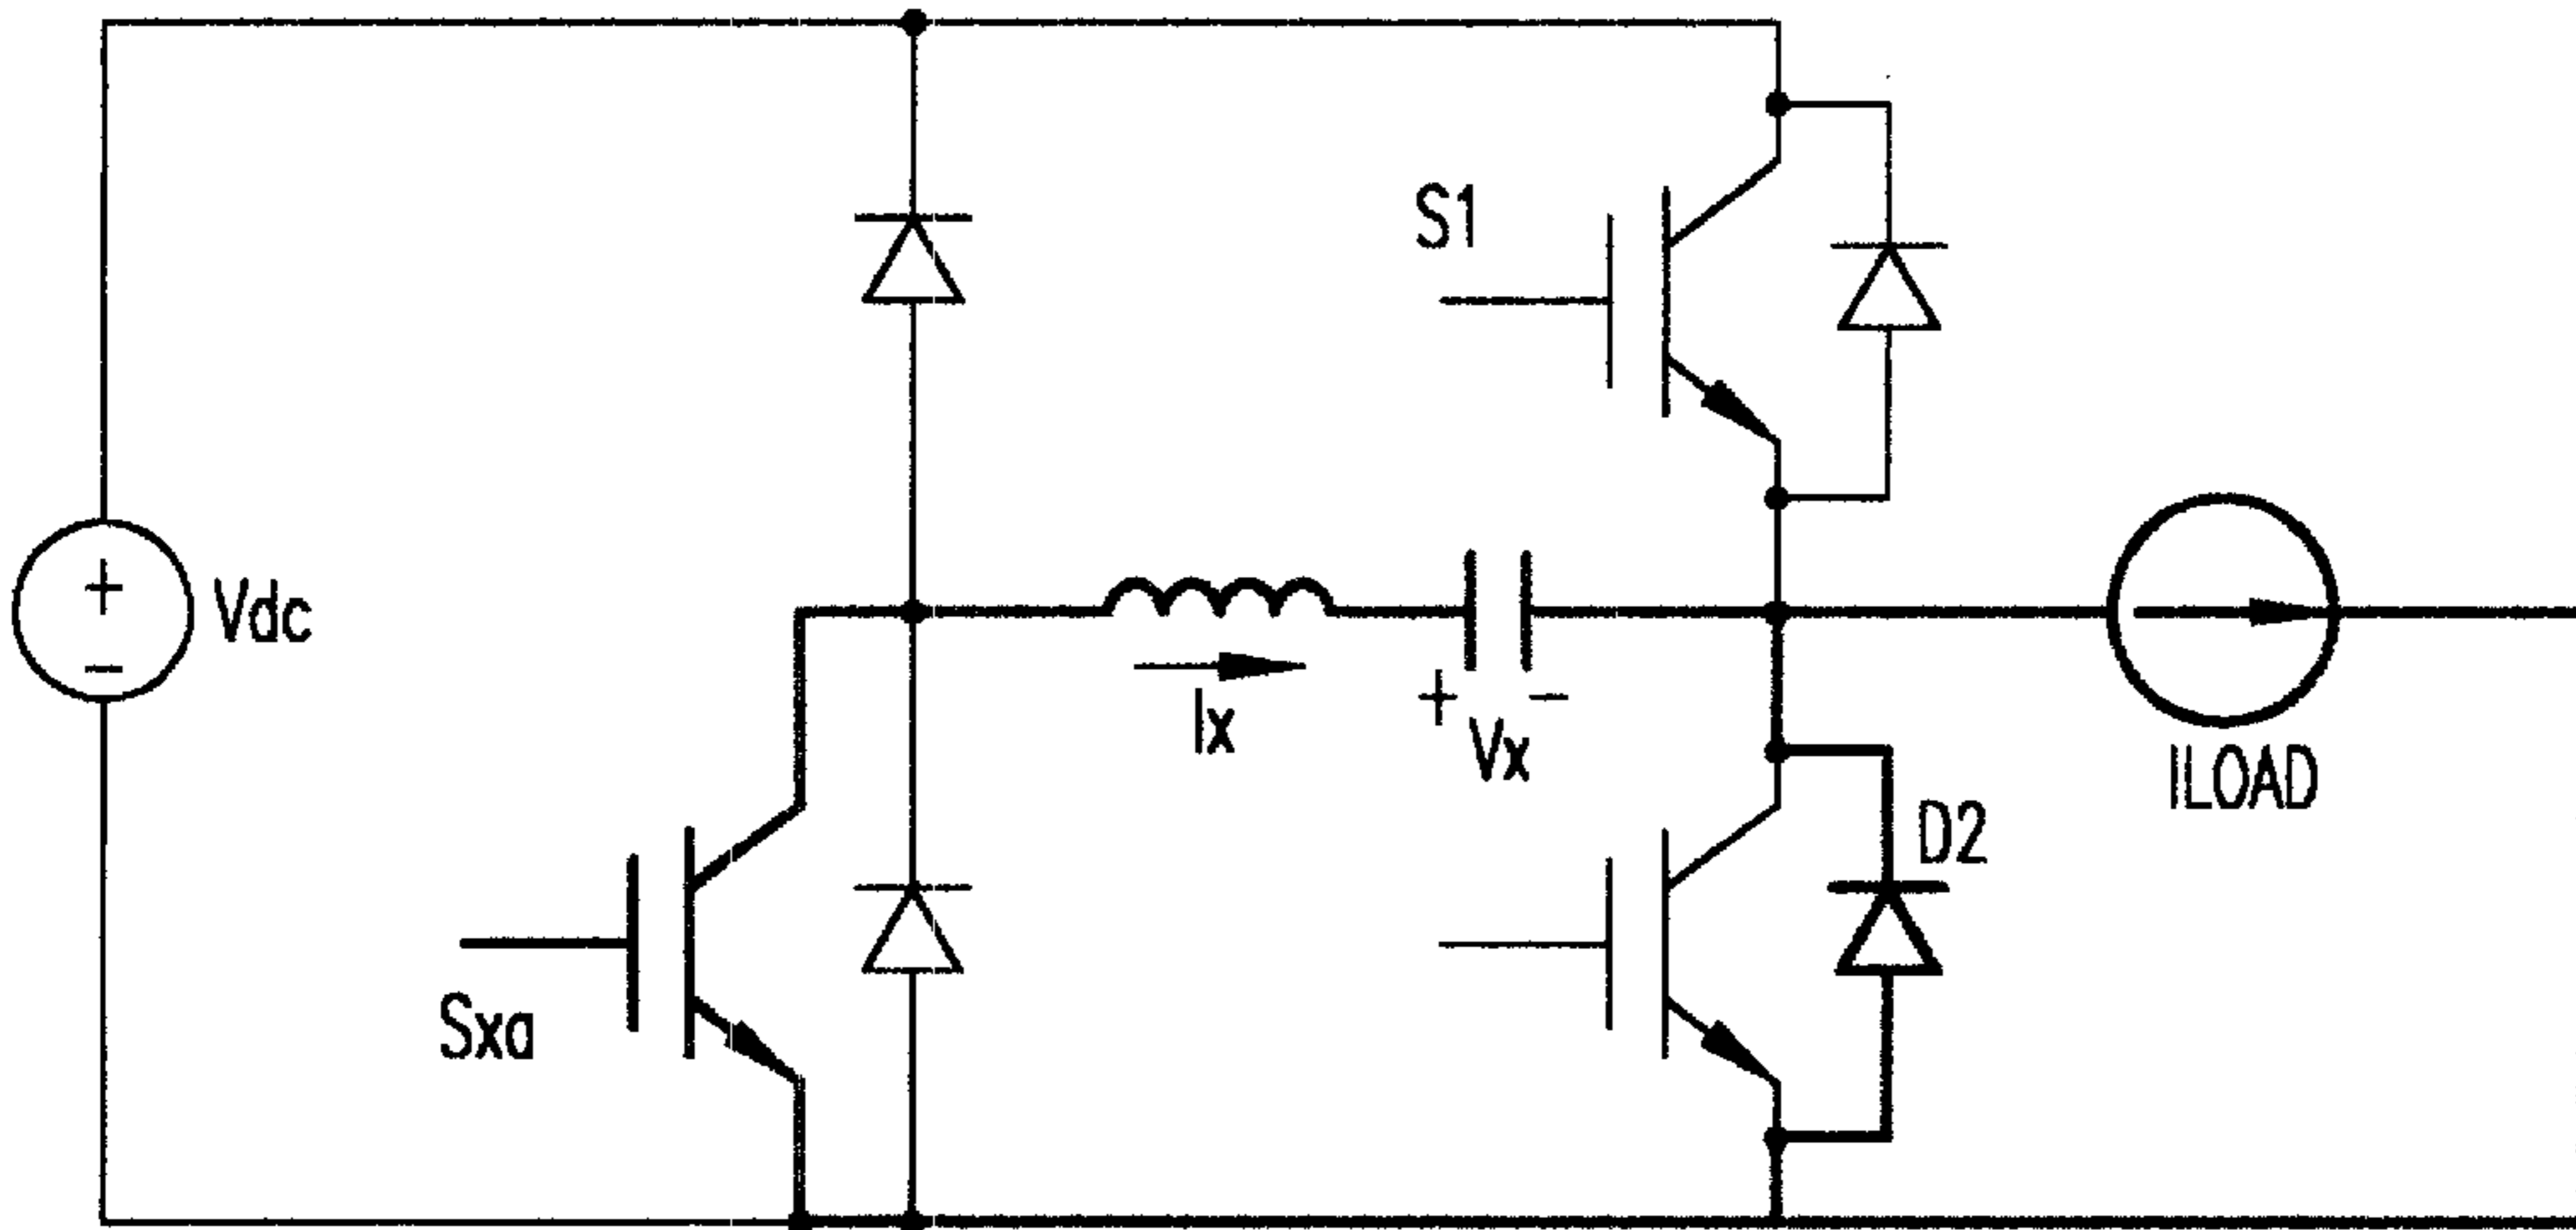 S1
+
Vdc
-
Ix
+ -
Vx
ILOAD
D2
Sxa